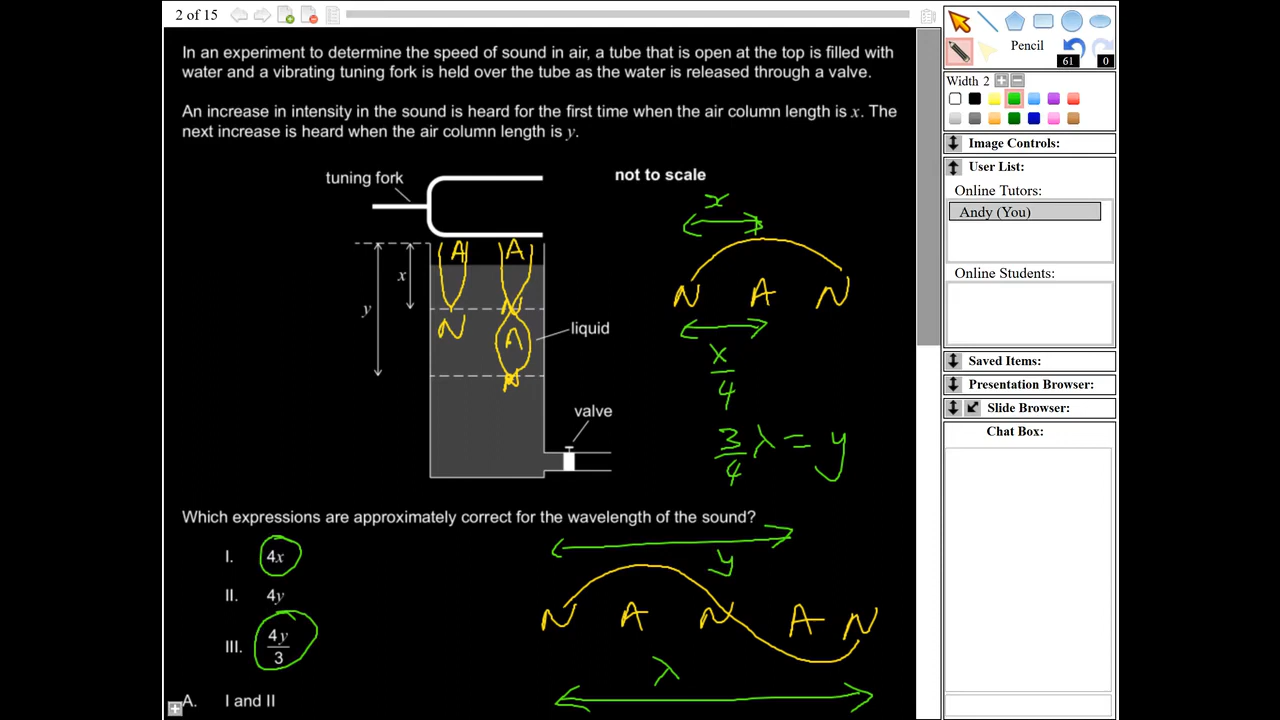 2 of 15
In an experiment to determine the speed of sound in air, a tube that is open at the top is filled with
water and a vibrating tuning fork is held over the tube as the water is released through a valve.
An increase in intensity in the sound is heard for the first time when the air column length is x. The
next increase is heard when the air column length is y.
tuning fork
not to scale
x
A A
x
N A N
y
N
N
liquid
A
x
4
N
valve
3
4
λ = y
Which expressions are approximately correct for the wavelength of the sound?
I. 4x
y
II. 4y
N A N A N
III. 4y
3
λ
A. I and II
Pencil
61 0
Width 2
Image Controls:
User List:
Online Tutors:
Andy (You)
Online Students:
Saved Items:
Presentation Browser:
Slide Browser:
Chat Box: